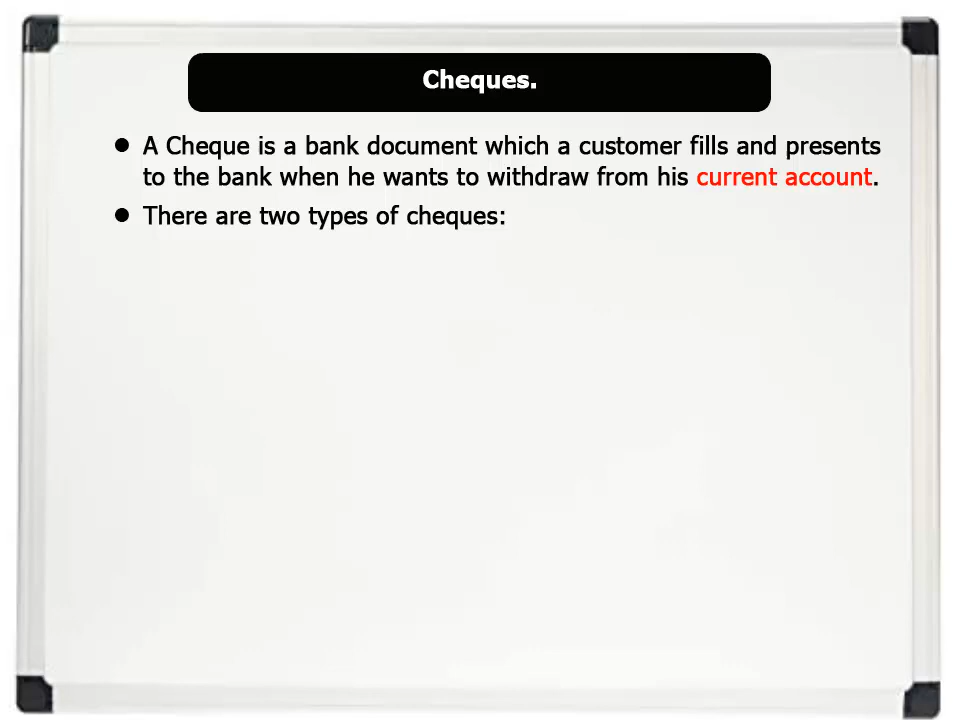 Cheques.
● A Cheque is a bank document which a customer fills and presents
to the bank when he wants to withdraw from his current account.
● There are two types of cheques: